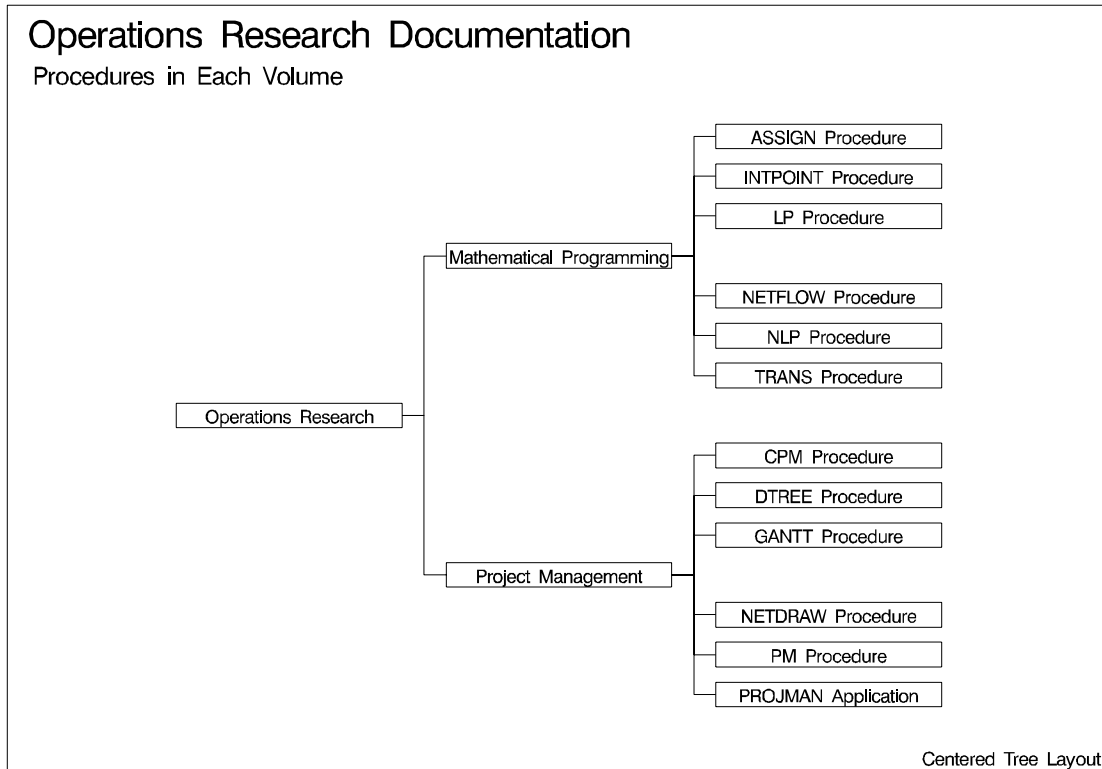 Operations Research Documentation
Procedures in Each Volume
ASSIGN Procedure
INTPOINT Procedure
LP Procedure
Mathematical Programming
NETFLOW Procedure
NLP Procedure
TRANS Procedure
Operations Research
CPM Procedure
DTREE Procedure
GANTT Procedure
Project Management
NETDRAW Procedure
PM Procedure
PROJMAN Application
Centered Tree Layout